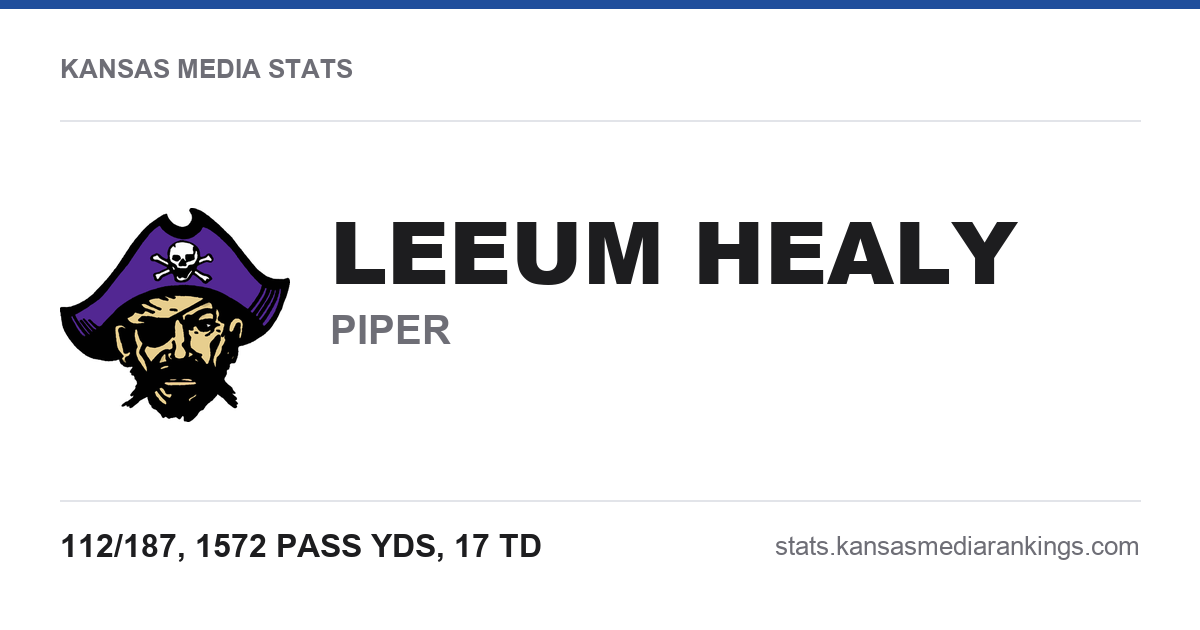 KANSAS MEDIA STATS
LEEUM HEALY
PIPER
112/187, 1572 PASS YDS, 17 TD
stats.kansasmediarankings.com